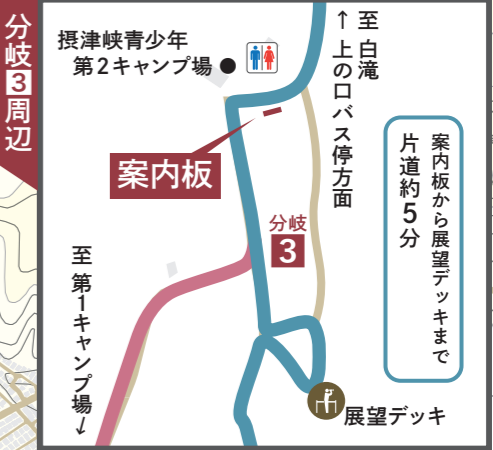 分岐3周辺
摂津峡青少年
第2キャンプ場
↑至 白滝
上の口バス停方面
案内板
案内板から展望デッキまで
片道約5分
分岐
3
至 第1キャンプ場↓
展望デッキ